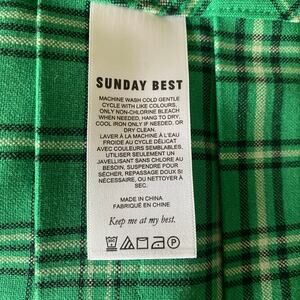 SUNDAY BEST
MACHINE WASH COLD GENTLE
CYCLE WITH LIKE COLOURS,
ONLY NON-CHLORINE BLEACH
WHEN NEEDED, HANG TO DRY,
COOL IRON ONLY IF NEEDED, OR
DRY CLEAN.
LAVER À LA MACHINE À L'EAU
FROIDE AU CYCLE DÉLICAT
AVEC COULEURS SEMBLABLES,
UTILISER SEULEMENT UN
JAVELLISANT SANS CHLORE AU
BESOIN, SUSPENDRE POUR
SÉCHER, REPASSAGE DOUX SI
NÉCESSAIRE, OU NETTOYER À
SEC.
MADE IN CHINA
FABRIQUÉ EN CHINE
Keep me at my best.